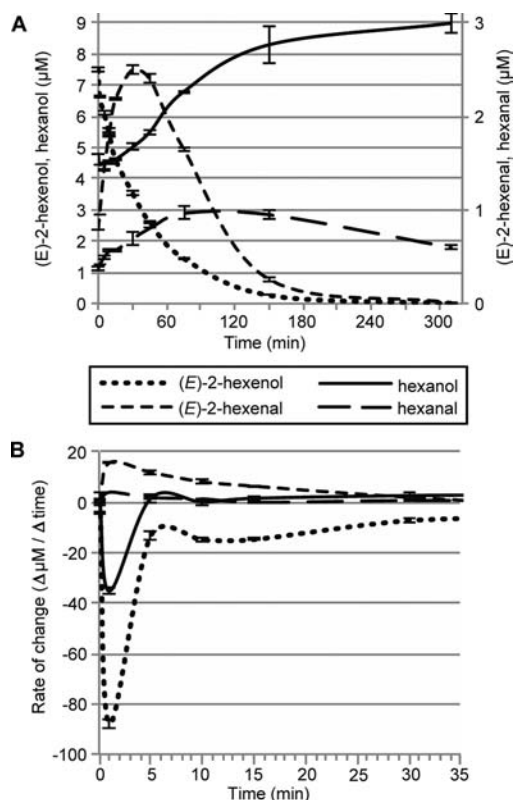 A
(E)-2-hexenol, hexanol (µM)
9
8
7
6
5
4
3
2
1
0
3
2
1
0
(E)-2-hexenal, hexanal (µM)
0 60 120 180 240 300
Time (min)
(E)-2-hexenol hexanol
(E)-2-hexenal hexanal
B
Rate of change (ΔµM / Δtime)
20
0
-20
-40
-60
-80
-100
0 5 10 15 20 25 30 35
Time (min)